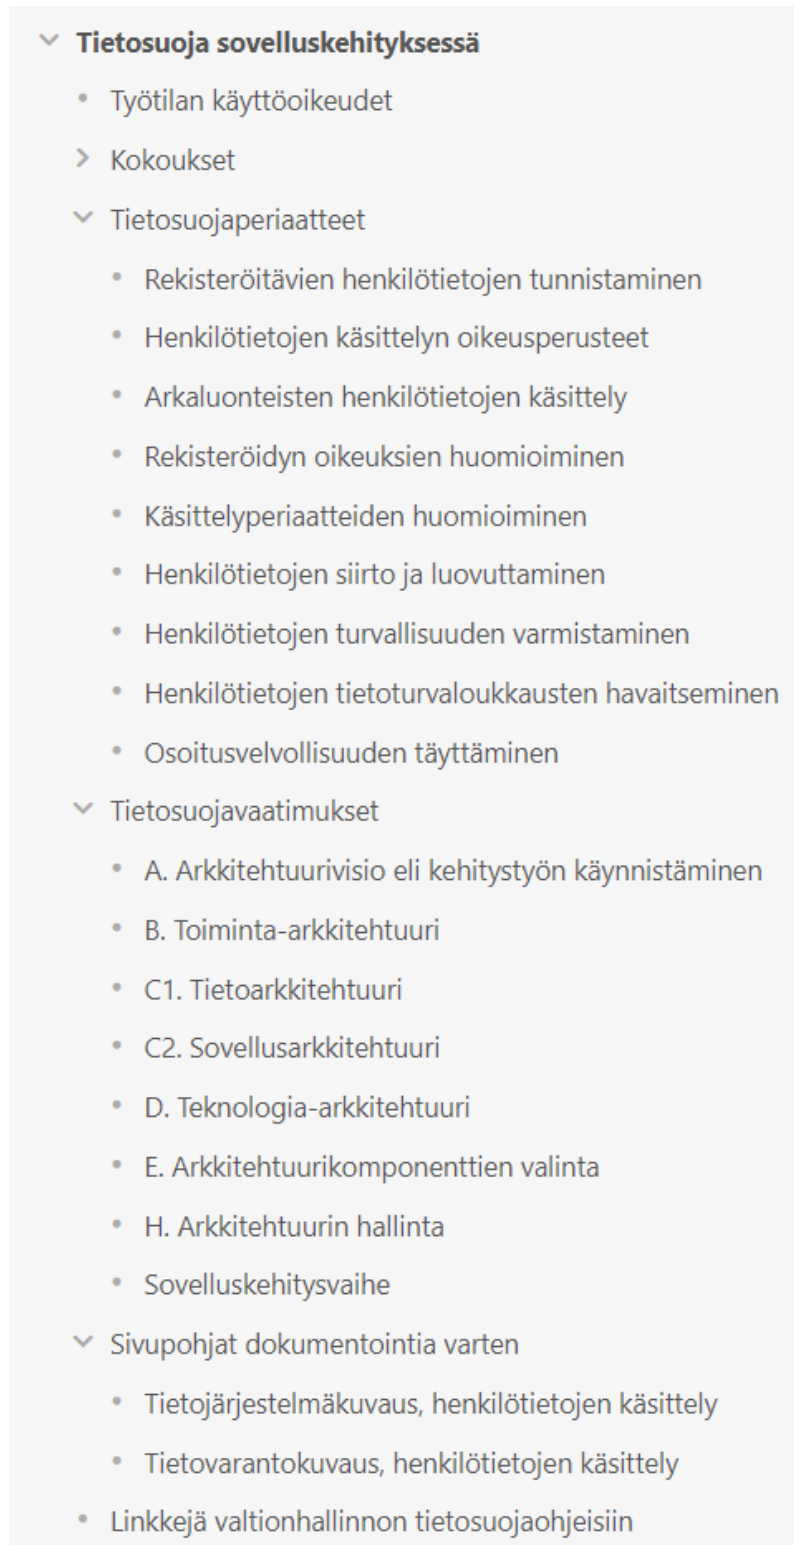 Tietosuoja sovelluskehityksessä
Työtilan käyttöoikeudet
Kokoukset
Tietosuojaperiaatteet
Rekisteröitävien henkilötietojen tunnistaminen
Henkilötietojen käsittelyn oikeusperusteet
Arkaluonteisten henkilötietojen käsittely
Rekisteröidyn oikeuksien huomioiminen
Käsittelyperiaatteiden huomioiminen
Henkilötietojen siirto ja luovuttaminen
Henkilötietojen turvallisuuden varmistaminen
Henkilötietojen tietoturvaloukkausten havaitseminen
Osoitusvelvollisuuden täyttäminen
Tietosuojavaatimukset
A. Arkkitehtuurivisio eli kehitystyön käynnistäminen
B. Toiminta-arkkitehtuuri
C1. Tietoarkkitehtuuri
C2. Sovellusarkkitehtuuri
D. Teknologia-arkkitehtuuri
E. Arkkitehtuurikomponenttien valinta
H. Arkkitehtuurin hallinta
Sovelluskehitysvaihe
Sivupohjat dokumentointia varten
Tietojärjestelmäkuvaus, henkilötietojen käsittely
Tietovarantokuvaus, henkilötietojen käsittely
Linkkejä valtionhallinnon tietosuojaohjeisiin